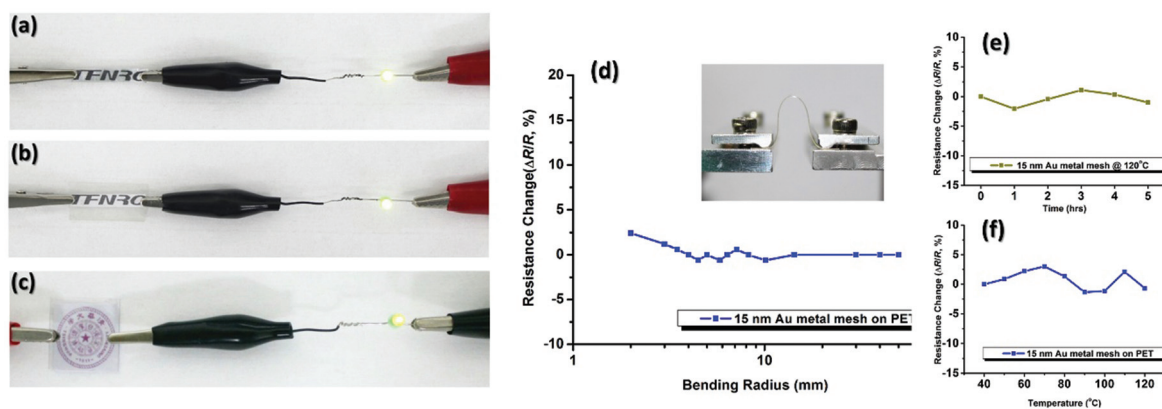 (a)
TFNRC
(b)
TFNRC
(c)
(d)
Resistance Change(ΔR/R, %)
20
15
10
5
0
-5
-10
1
10
Bending Radius (mm)
15 nm Au metal mesh on PET
(e)
Resistance Change (ΔR/R, %)
10
5
0
-5
-10
-15
15 nm Au metal mesh @ 120°C
0 1 2 3 4 5
Time (hrs)
(f)
Resistance Change (ΔR/R, %)
10
5
0
-5
-10
-15
15 nm Au metal mesh on PET
40 60 80 100 120
Temperature (°C)